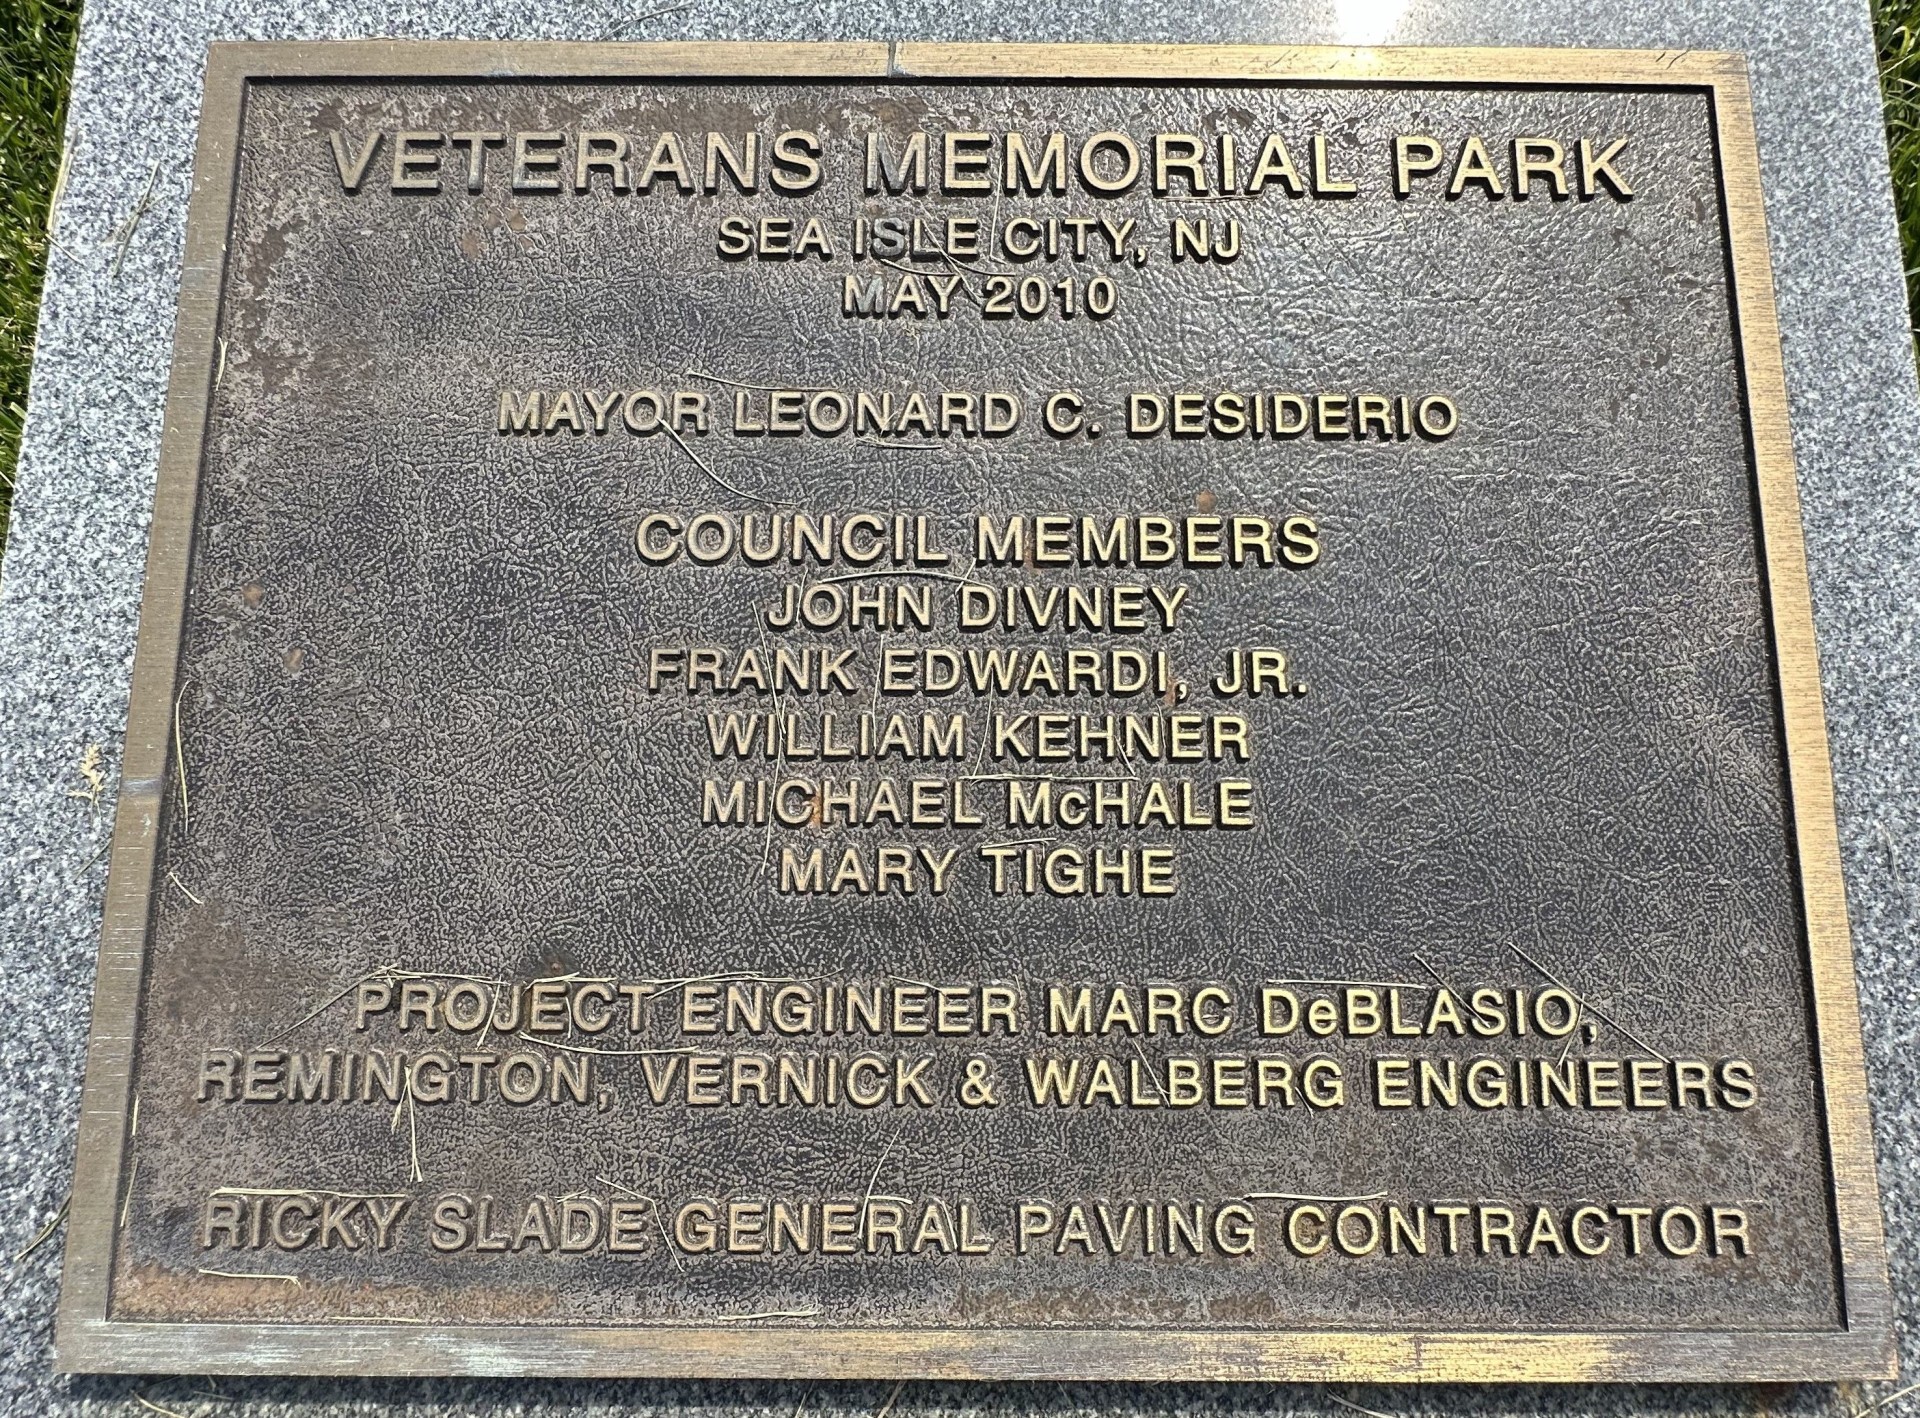 VETERANS MEMORIAL PARK
SEA ISLE CITY, NJ
MAY 2010
MAYOR LEONARD C. DESIDERIO
COUNCIL MEMBERS
JOHN DIVNEY
FRANK EDWARDI, JR.
WILLIAM KEHNER
MICHAEL McHALE
MARY TIGHE
PROJECT ENGINEER MARC DeBLASIO,
REMINGTON, VERNICK & WALBERG ENGINEERS
RICKY SLADE GENERAL PAVING CONTRACTOR